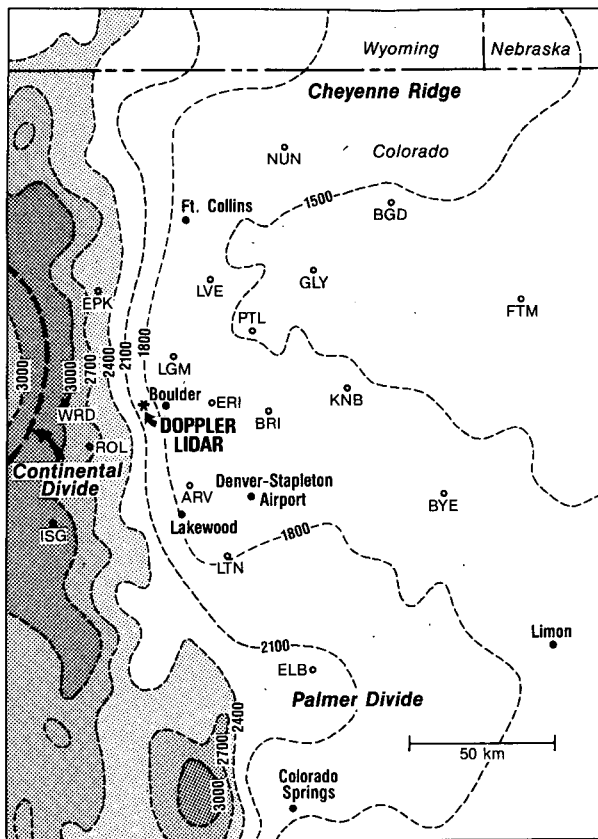 Wyoming
Nebraska
Cheyenne Ridge
NUN
Colorado
1500
BGD
Ft. Collins
LVE
GLY
EPK
PTL
FTM
3000
3000
2700
2400
2100
1800
LGM
Boulder
ERI
KNB
WRD
BRI
DOPPLER
LIDAR
ROL
Continental
Divide
ARV
Denver-Stapleton
Airport
BYE
ISG
Lakewood
LTN
1800
Limon
2100
ELB
Palmer Divide
2400
2700
3000
50 km
Colorado
Springs